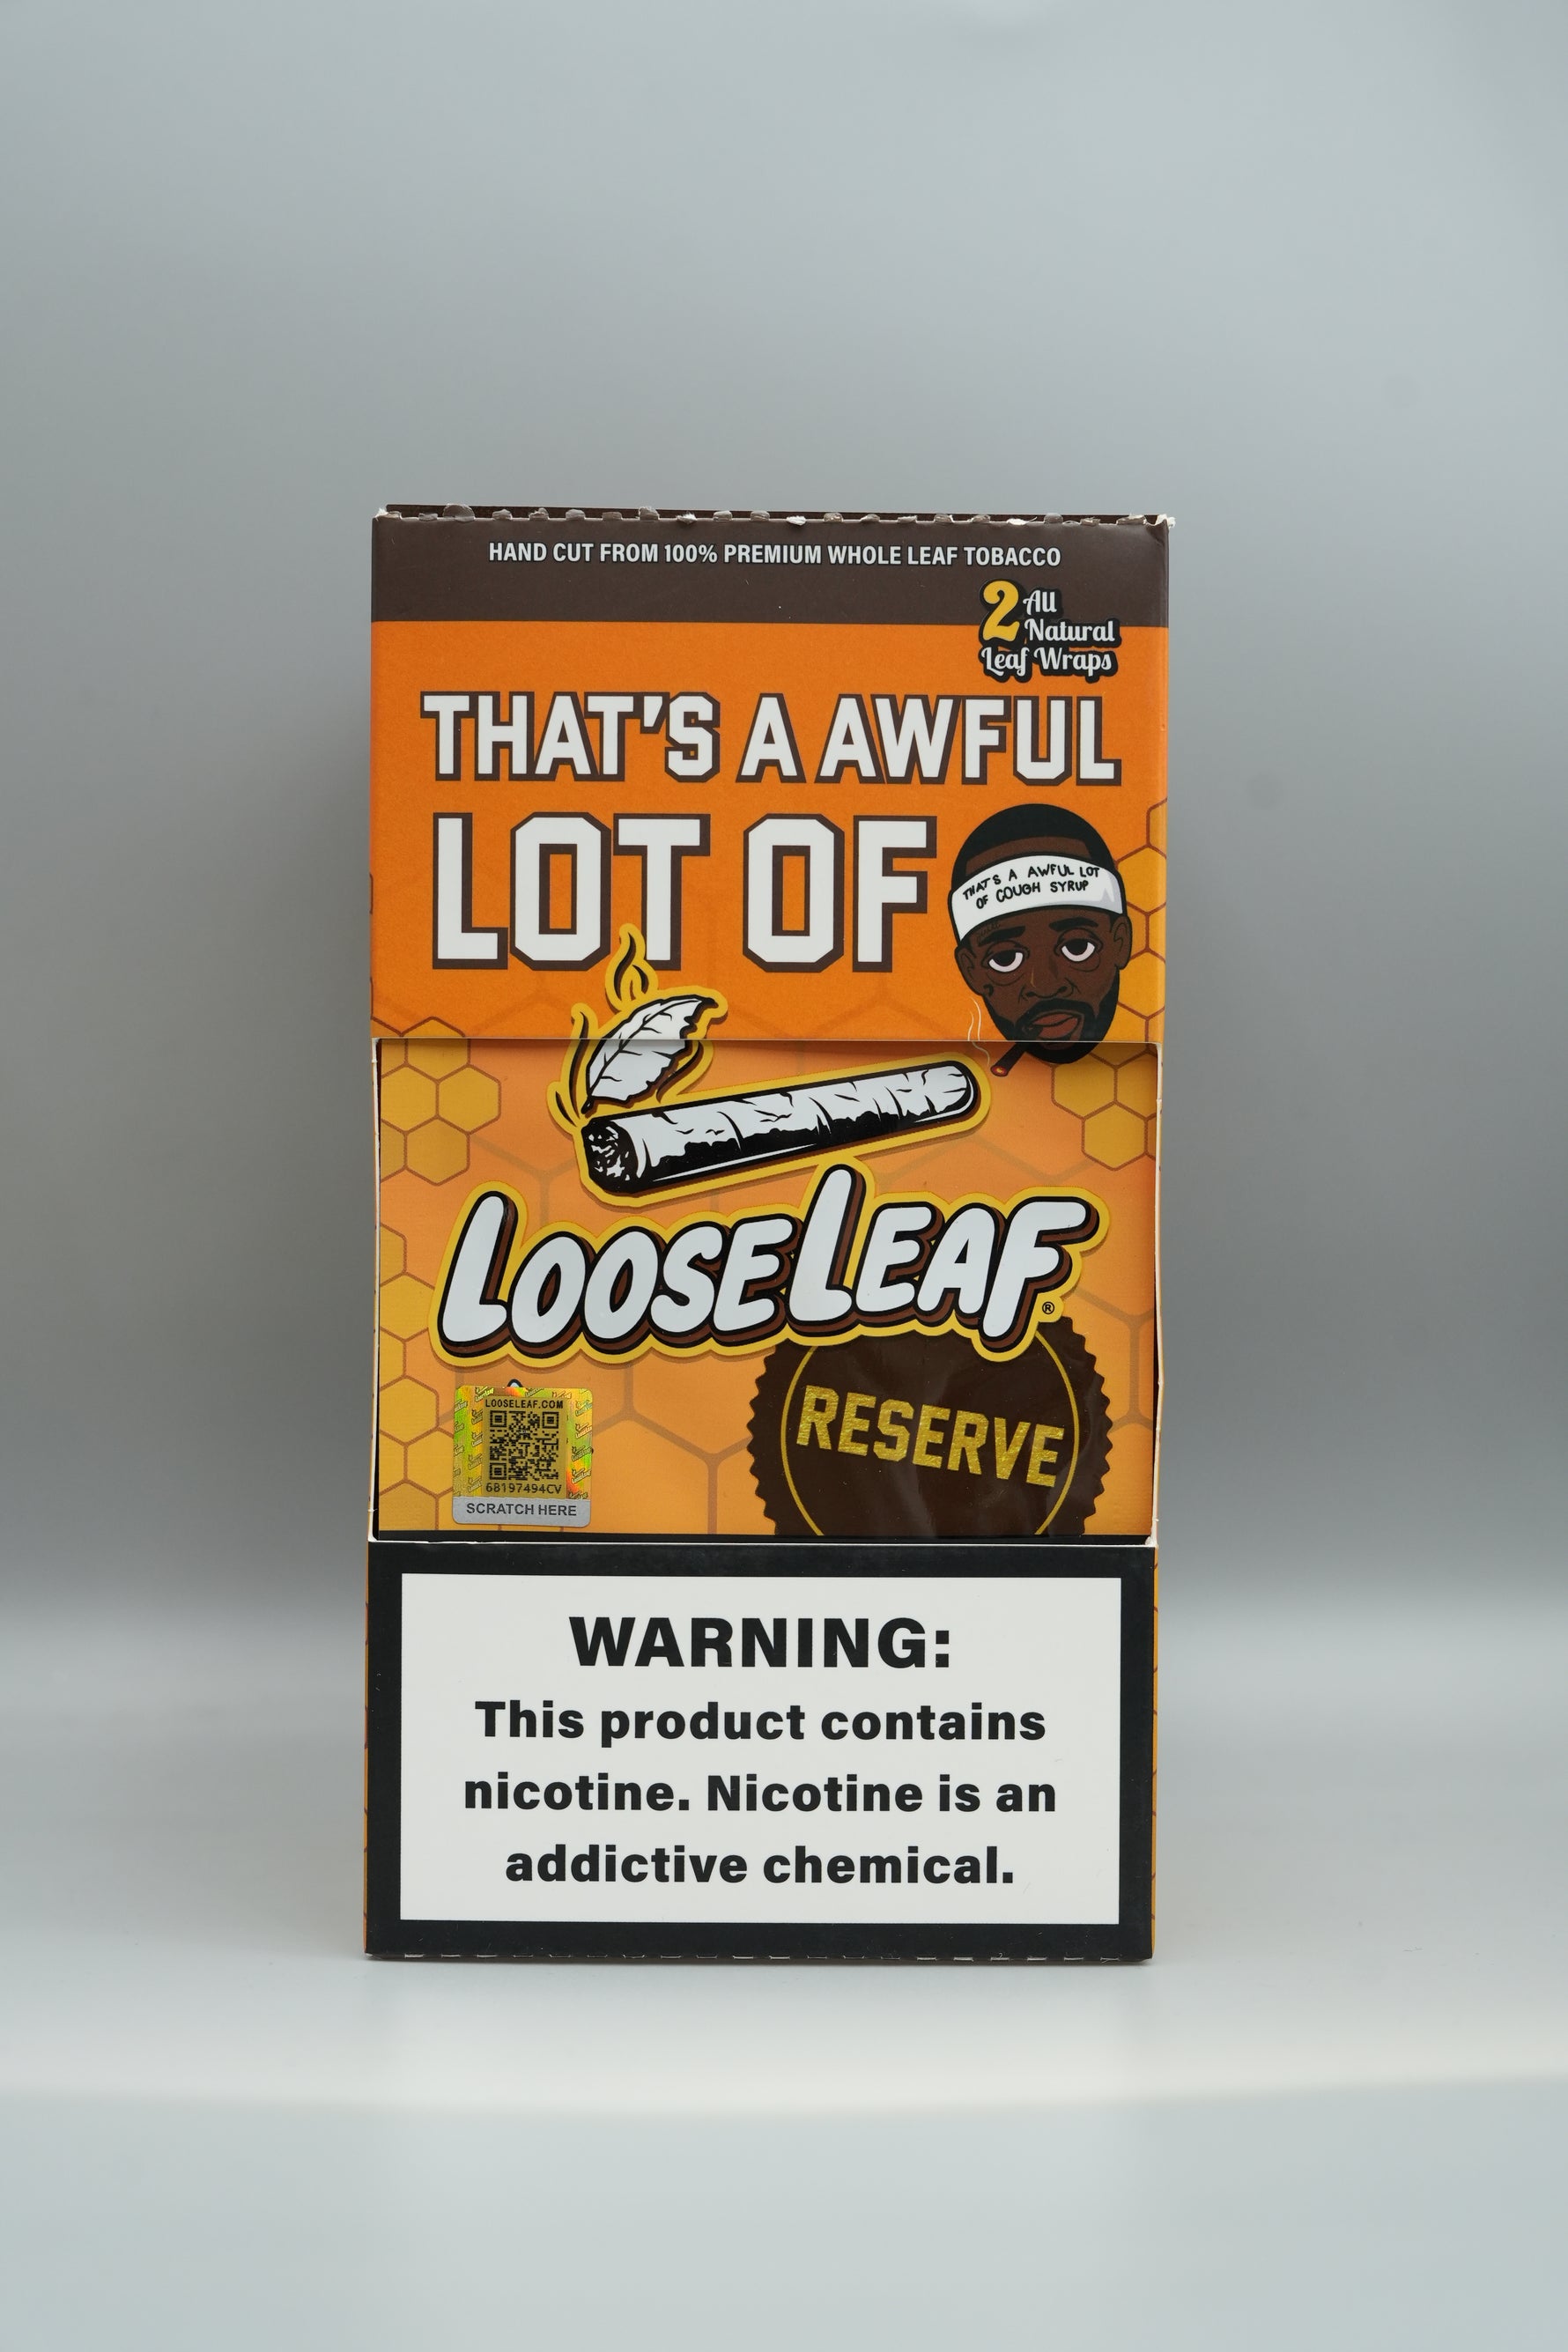 HAND CUT FROM 100% PREMIUM WHOLE LEAF TOBACCO
2 All
Natural
Leaf Wraps
THAT'S A AWFUL
LOT OF
THAT'S A AWFUL LOT
OF COUGH SYRUP
LOOSELEAF®
RESERVE
LOOSELEAF.COM
68197494CV
SCRATCH HERE
WARNING:
This product contains
nicotine. Nicotine is an
addictive chemical.